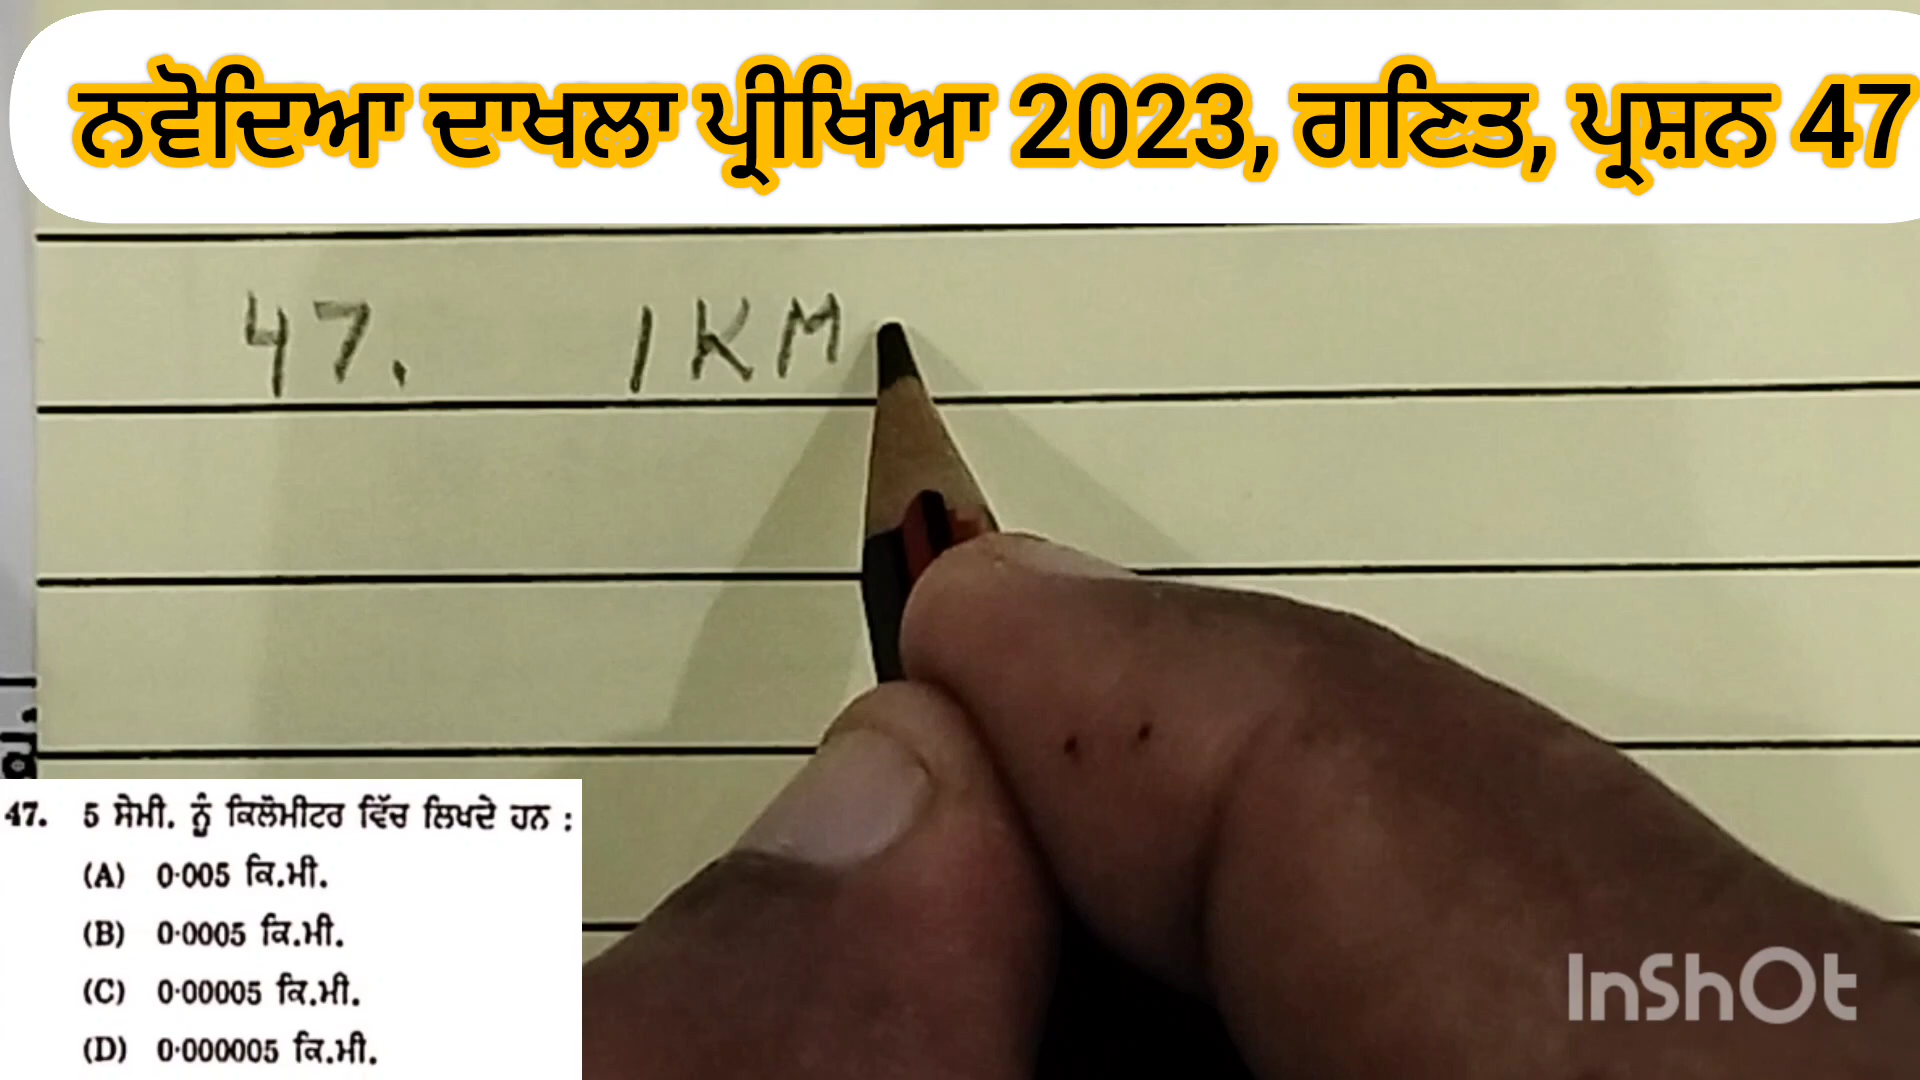 ਨਵੋਦਿਆ ਦਾਖਲਾ ਪ੍ਰੀਖਿਆ 2023, ਗਣਿਤ, ਪ੍ਰਸ਼ਨ 47
47. 1KM
47. 5 ਸੇਮੀ. ਨੂੰ ਕਿਲੋਮੀਟਰ ਵਿੱਚ ਲਿਖਦੇ ਹਨ :
(A) 0·005 ਕਿ.ਮੀ.
(B) 0·0005 ਕਿ.ਮੀ.
(C) 0·00005 ਕਿ.ਮੀ.
(D) 0·000005 ਕਿ.ਮੀ.
InShOt